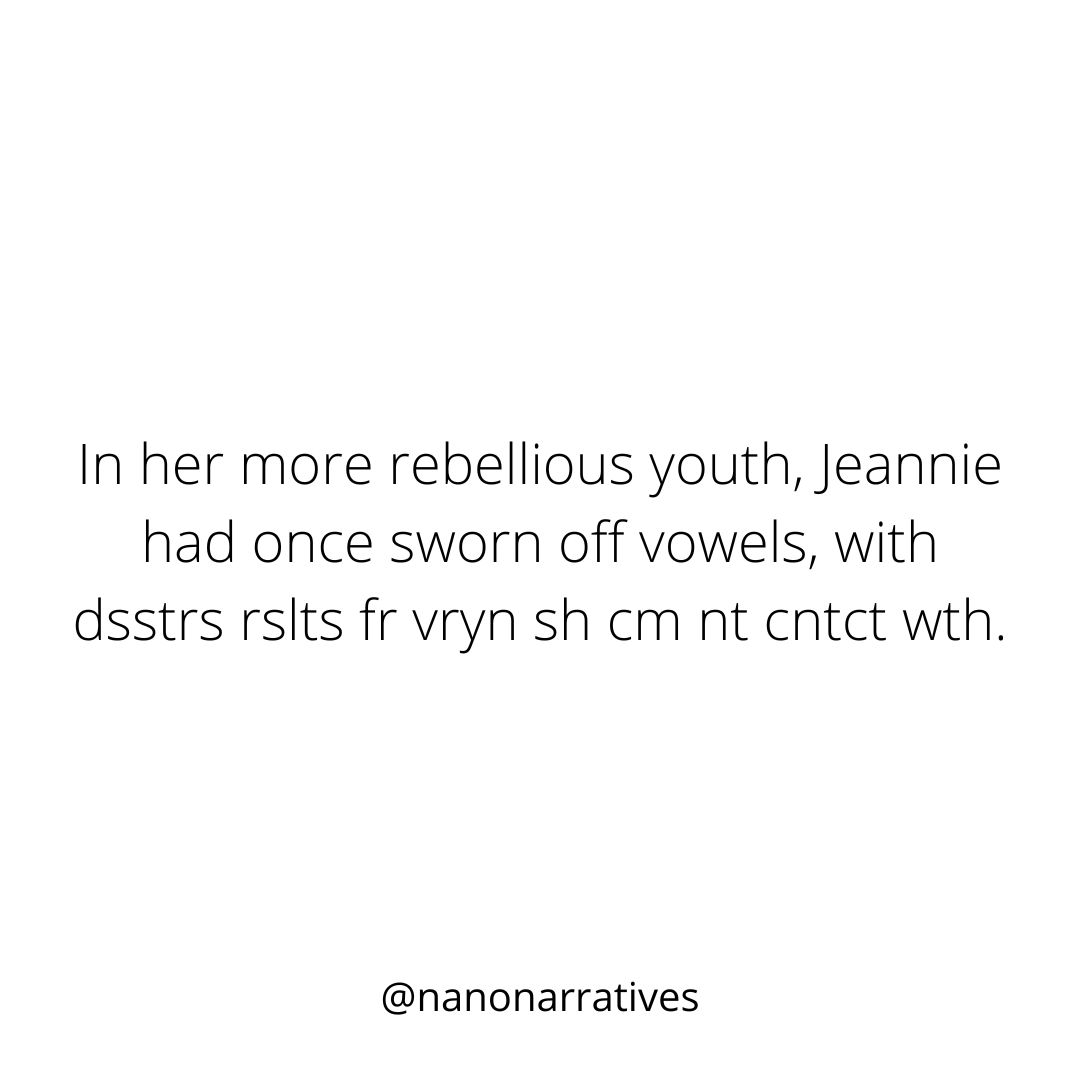 In her more rebellious youth, Jeannie
had once sworn off vowels, with
dsstrs rslts fr vryn sh cm nt cntct wth.
@nanonarratives